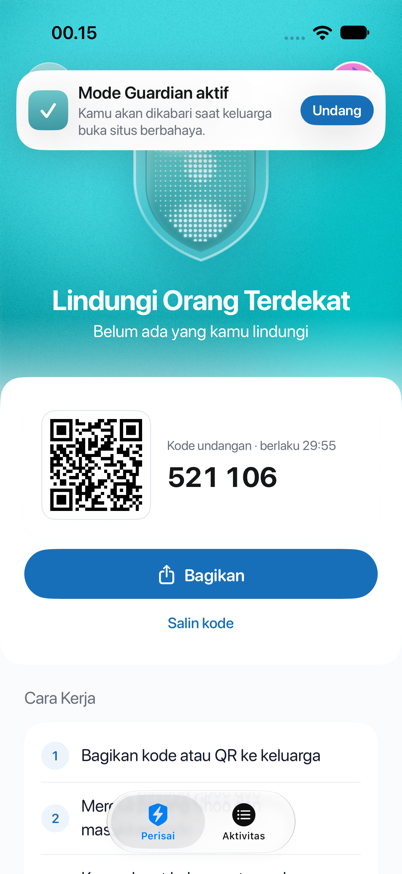 00.15
Mode Guardian aktif
Kamu akan dikabari saat keluarga
buka situs berbahaya.
Undang
Lindungi Orang Terdekat
Belum ada yang kamu lindungi
Kode undangan · berlaku 29:55
521 106
Bagikan
Salin kode
Cara Kerja
1 Bagikan kode atau QR ke keluarga
2
Perisai
Aktivitas